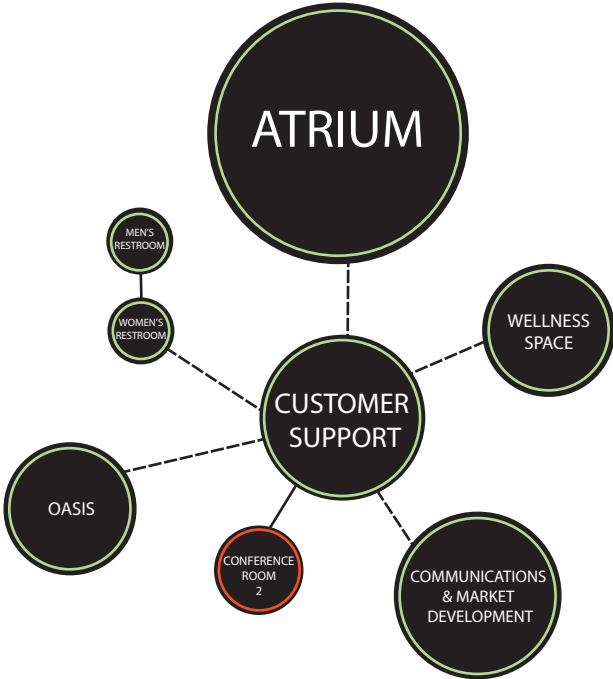 ATRIUM
MEN'S
RESTROOM
WOMEN'S
RESTROOM
WELLNESS
SPACE
CUSTOMER
SUPPORT
OASIS
CONFERENCE
ROOM
2
COMMUNICATIONS
& MARKET
DEVELOPMENT